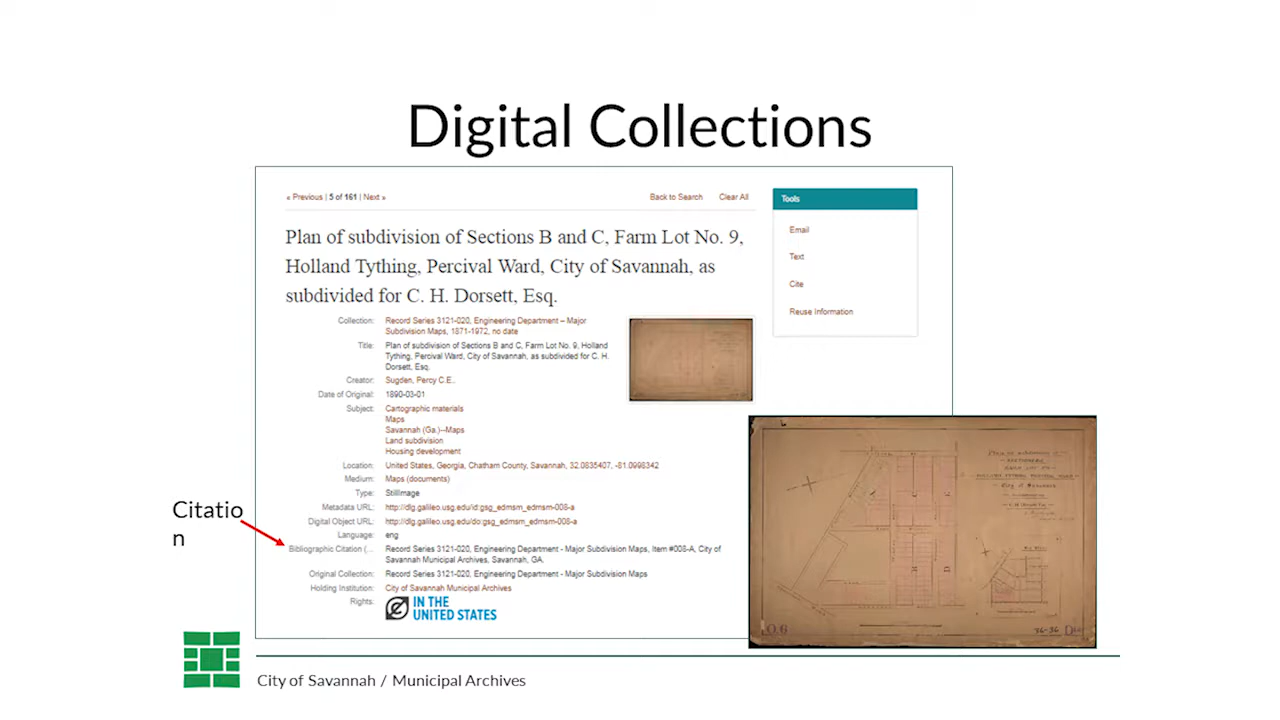 Digital Collections
« Previous | 5 of 161 | Next »
Back to Search
Clear All
Tools
Email
Text
Cite
Reuse Information
Plan of subdivision of Sections B and C, Farm Lot No. 9,
Holland Tything, Percival Ward, City of Savannah, as
subdivided for C. H. Dorsett, Esq.
Collection: Record Series 3121-020, Engineering Department – Major
Subdivision Maps, 1871-1972, no date
Title: Plan of subdivision of Sections B and C, Farm Lot No. 9, Holland
Tything, Percival Ward, City of Savannah, as subdivided for C. H.
Dorsett, Esq.
Creator: Sugden, Percy C.E..
Date of Original: 1890-03-01
Subject: Cartographic materials
Maps
Savannah (Ga.)--Maps
Land subdivision
Housing development
Location: United States, Georgia, Chatham County, Savannah, 32.0835407, -81.0998342
Medium: Maps (documents)
Type: StillImage
Metadata URL: http://dlg.galileo.usg.edu/id:gsg_edmsm_edmsm-008-a
Digital Object URL: http://dlg.galileo.usg.edu/do:gsg_edmsm_edmsm-008-a
Language: eng
Citatio
n
Bibliographic Citation (... Record Series 3121-020, Engineering Department - Major Subdivision Maps, Item #008-A, City of
Savannah Municipal Archives, Savannah, GA.
Original Collection: Record Series 3121-020, Engineering Department - Major Subdivision Maps
Holding Institution: City of Savannah Municipal Archives
Rights: IN THE
UNITED STATES
City of Savannah
O.6
36-36
City of Savannah / Municipal Archives